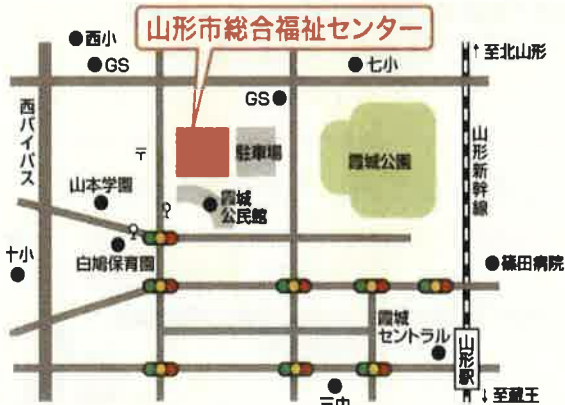 山形市総合福祉センター
西小
GS
七小
↑至北山形
GS
西バイパス
〒
駐車場
霞城公園
山形新幹線
山本学園
霞城
公民館
白鳩保育園
十小
篠田病院
霞城
セントラル
山形駅
三中
↓至蔵王